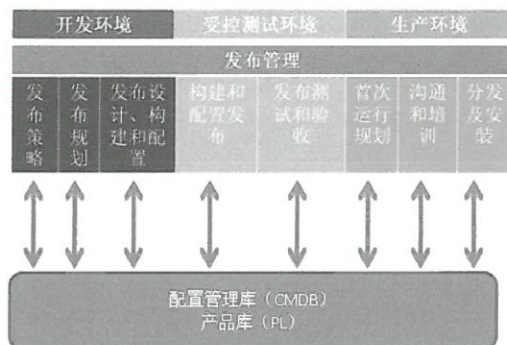 开发环境
受控测试环境
生产环境
发布管理
发
布
策
略
发
布
规
划
发布设
计、构
建和配
置
构建和
配置发
布
发布测
试和验
收
首次
运行
规划
沟通
和培
训
分发
及安
装
配置管理库（CMDB）
产品库（PL）